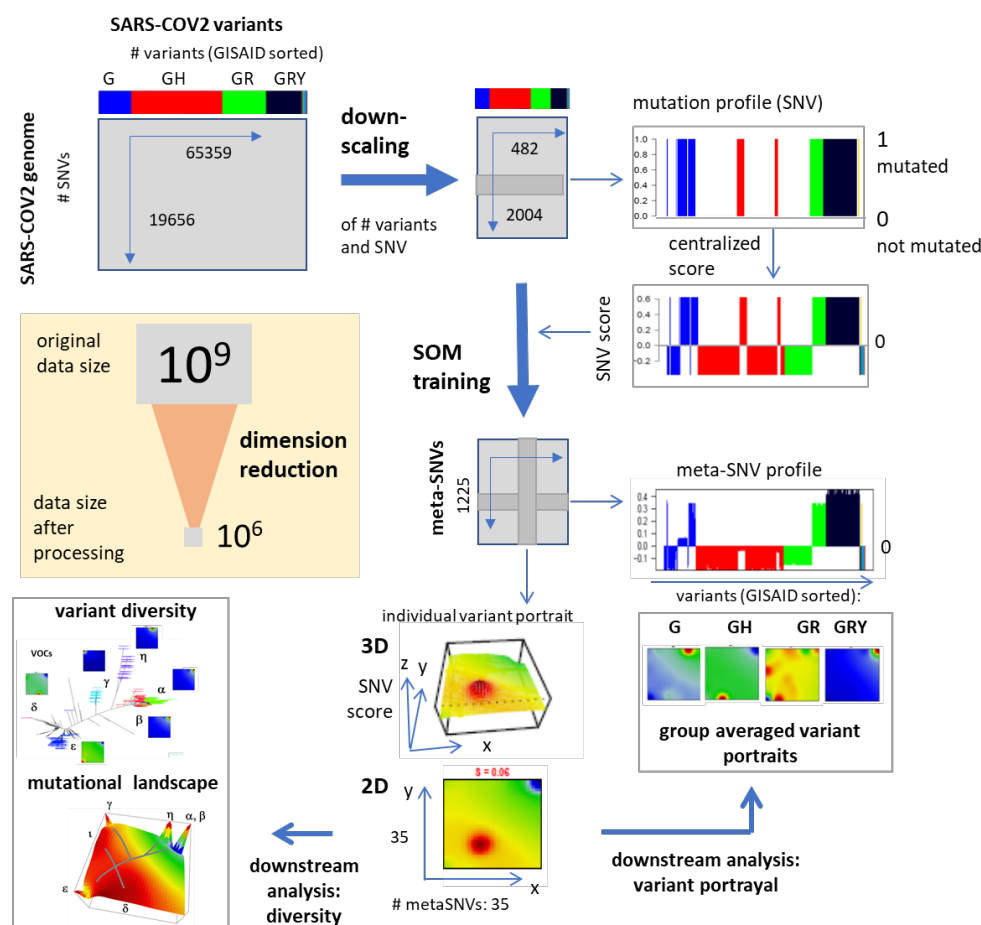 SARS-COV2 variants
# variants (GISAID sorted)
G GH GR GRY
SARS-COV2 genome
# SNVs
65359
19656
down-
scaling
of # variants
and SNV
482
2004
mutation profile (SNV)
1.0
0.8
0.6
0.4
0.2
0.0
1
mutated
0
not mutated
centralized
score
SNV score
0.6
0.4
0.2
0.0
-0.2
0
SOM
training
original
data size
10⁹
dimension
reduction
data size
after
processing
10⁶
meta-SNVs
1225
meta-SNV profile
0.4
0.3
0.2
0.1
0.0
-0.1
0
variants (GISAID sorted):
G GH GR GRY
group averaged variant
portraits
individual variant portrait
3D
z
y
SNV
score
x
2D
S = 0.06
y
35
x
# metaSNVs: 35
downstream analysis:
variant portrayal
downstream
analysis:
diversity
variant diversity
VOCs
η
γ
α
δ
β
ε
mutational landscape
γ
η α, β
ι
ε
δ